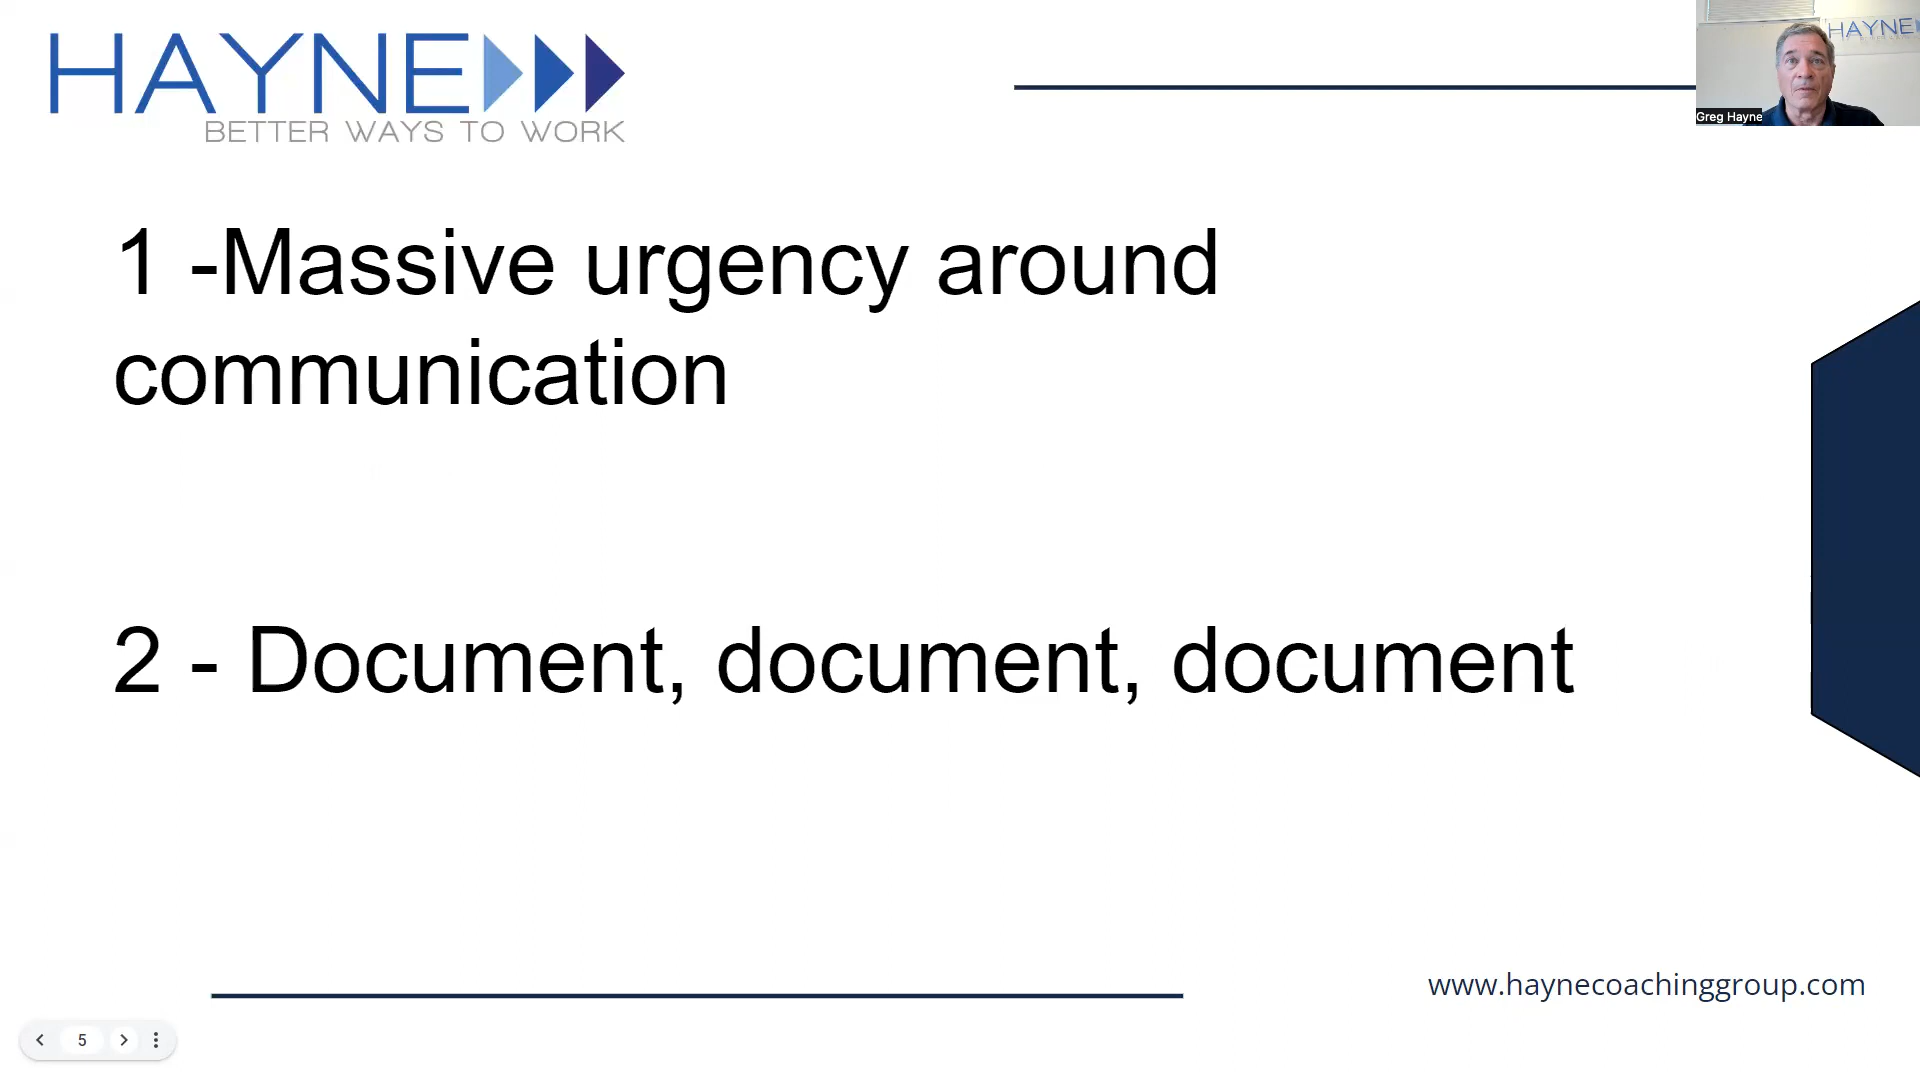 HAYNE
BETTER WAYS TO WORK
HAYNE
Greg Hayne
1 -Massive urgency around
communication
2 - Document, document, document
www.haynecoachinggroup.com
5